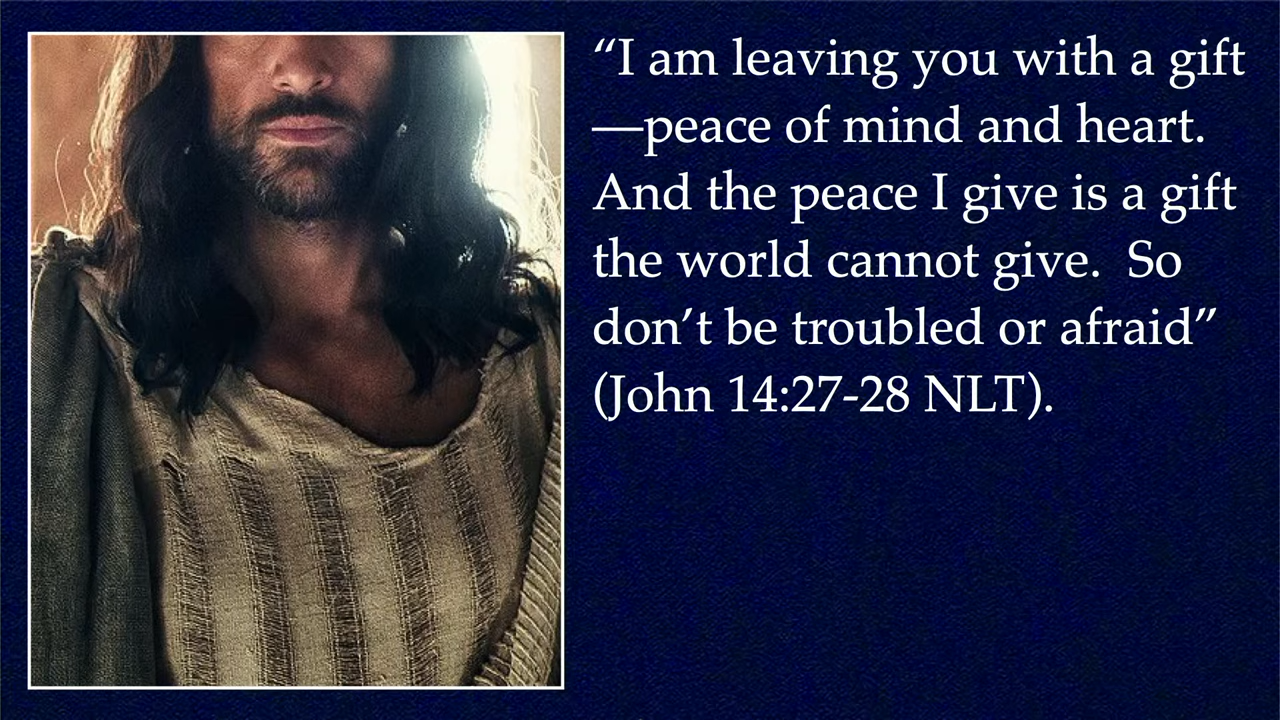 “I am leaving you with a gift
—peace of mind and heart.
And the peace I give is a gift
the world cannot give.  So
don’t be troubled or afraid”
(John 14:27-28 NLT).